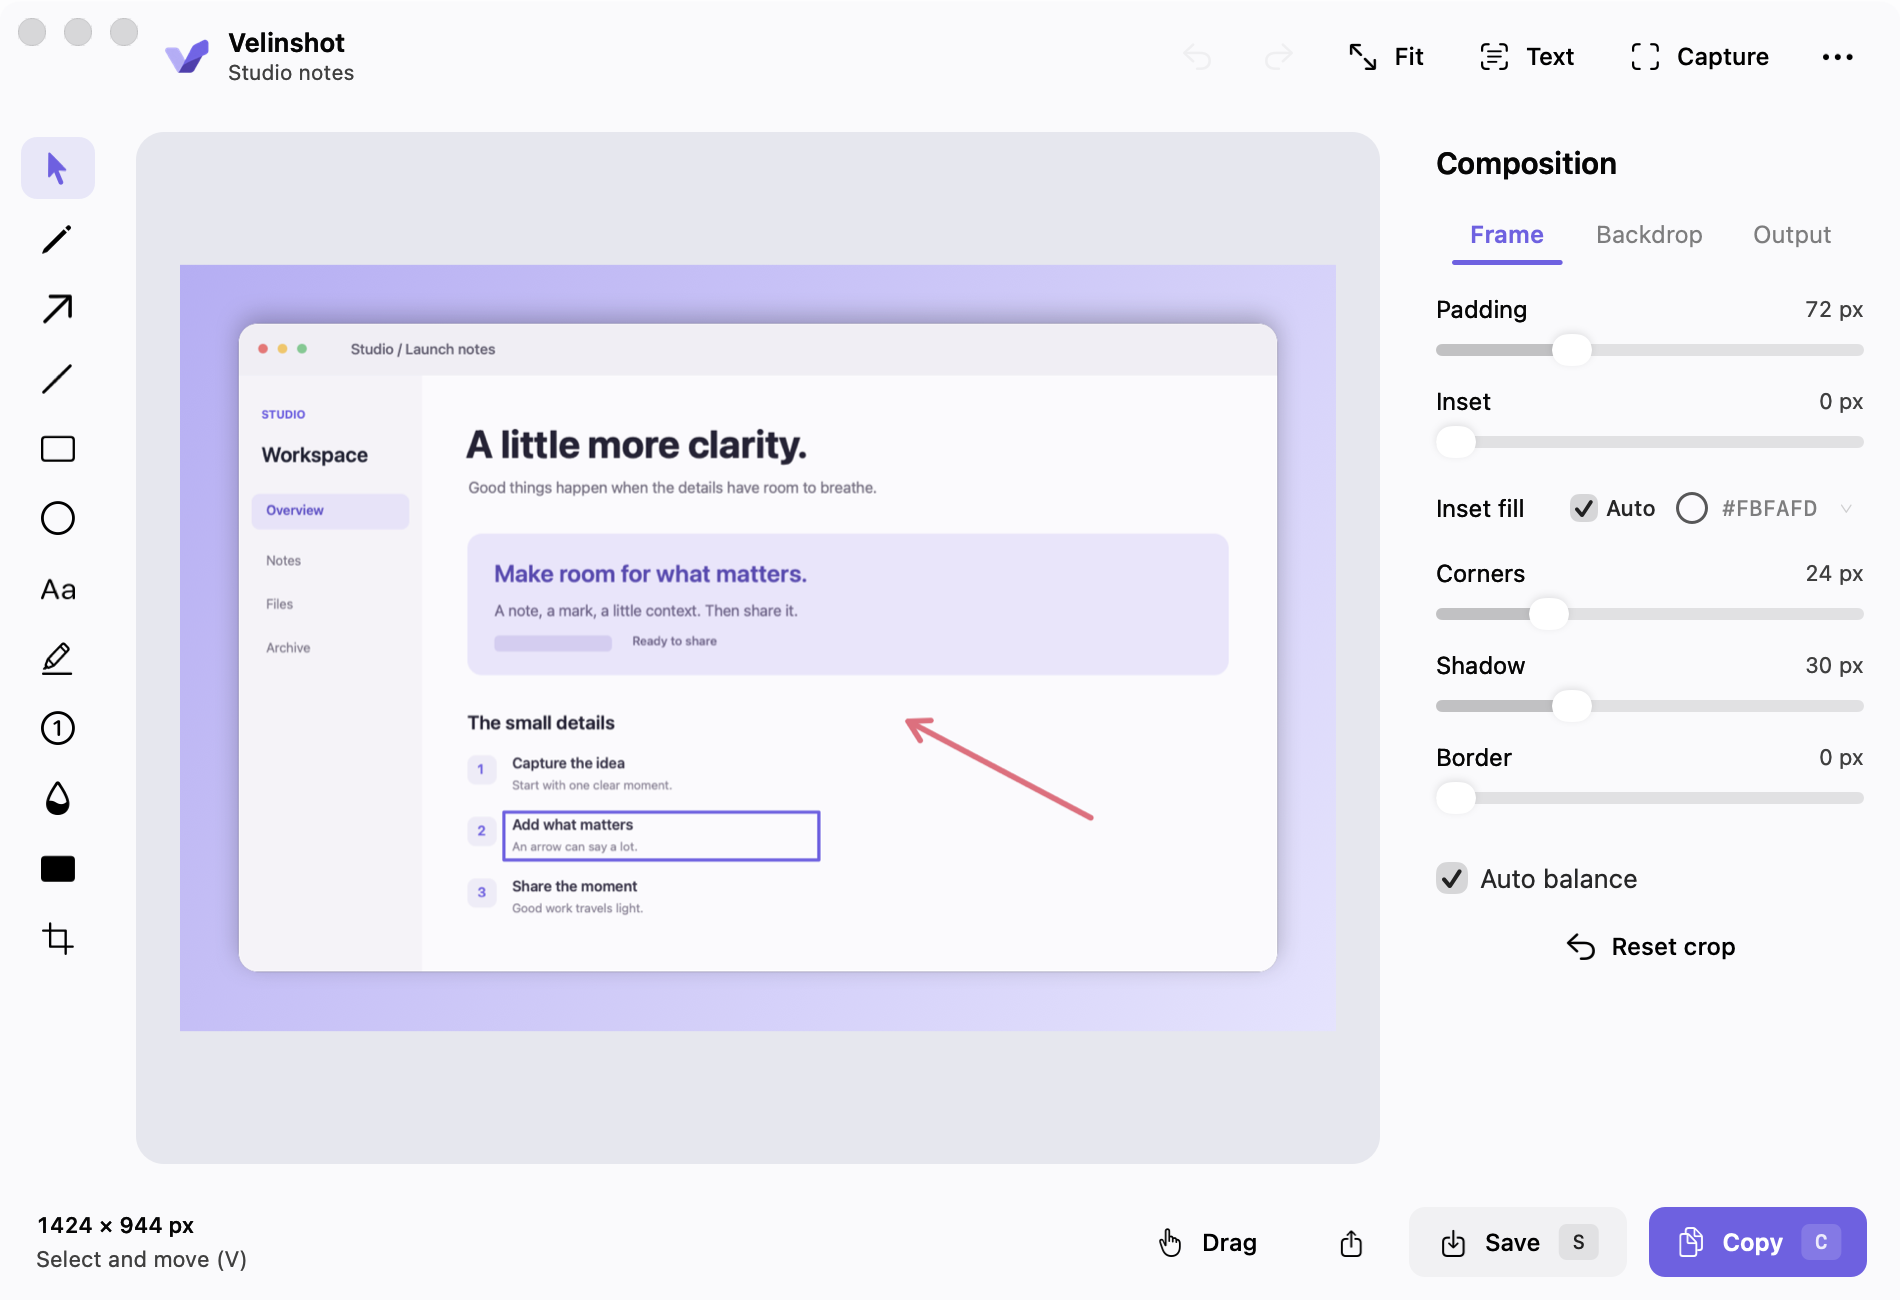 Velinshot
Studio notes
Fit
Text
Capture
Aa
1
Studio / Launch notes
STUDIO
Workspace
Overview
Notes
Files
Archive
A little more clarity.
Good things happen when the details have room to breathe.
Make room for what matters.
A note, a mark, a little context. Then share it.
Ready to share
The small details
1
Capture the idea
Start with one clear moment.
2
Add what matters
An arrow can say a lot.
3
Share the moment
Good work travels light.
Composition
Frame
Backdrop
Output
Padding 72 px
Inset 0 px
Inset fill Auto #FBFAFD
Corners 24 px
Shadow 30 px
Border 0 px
Auto balance
Reset crop
1424 × 944 px
Select and move (V)
Drag
Save S
Copy C